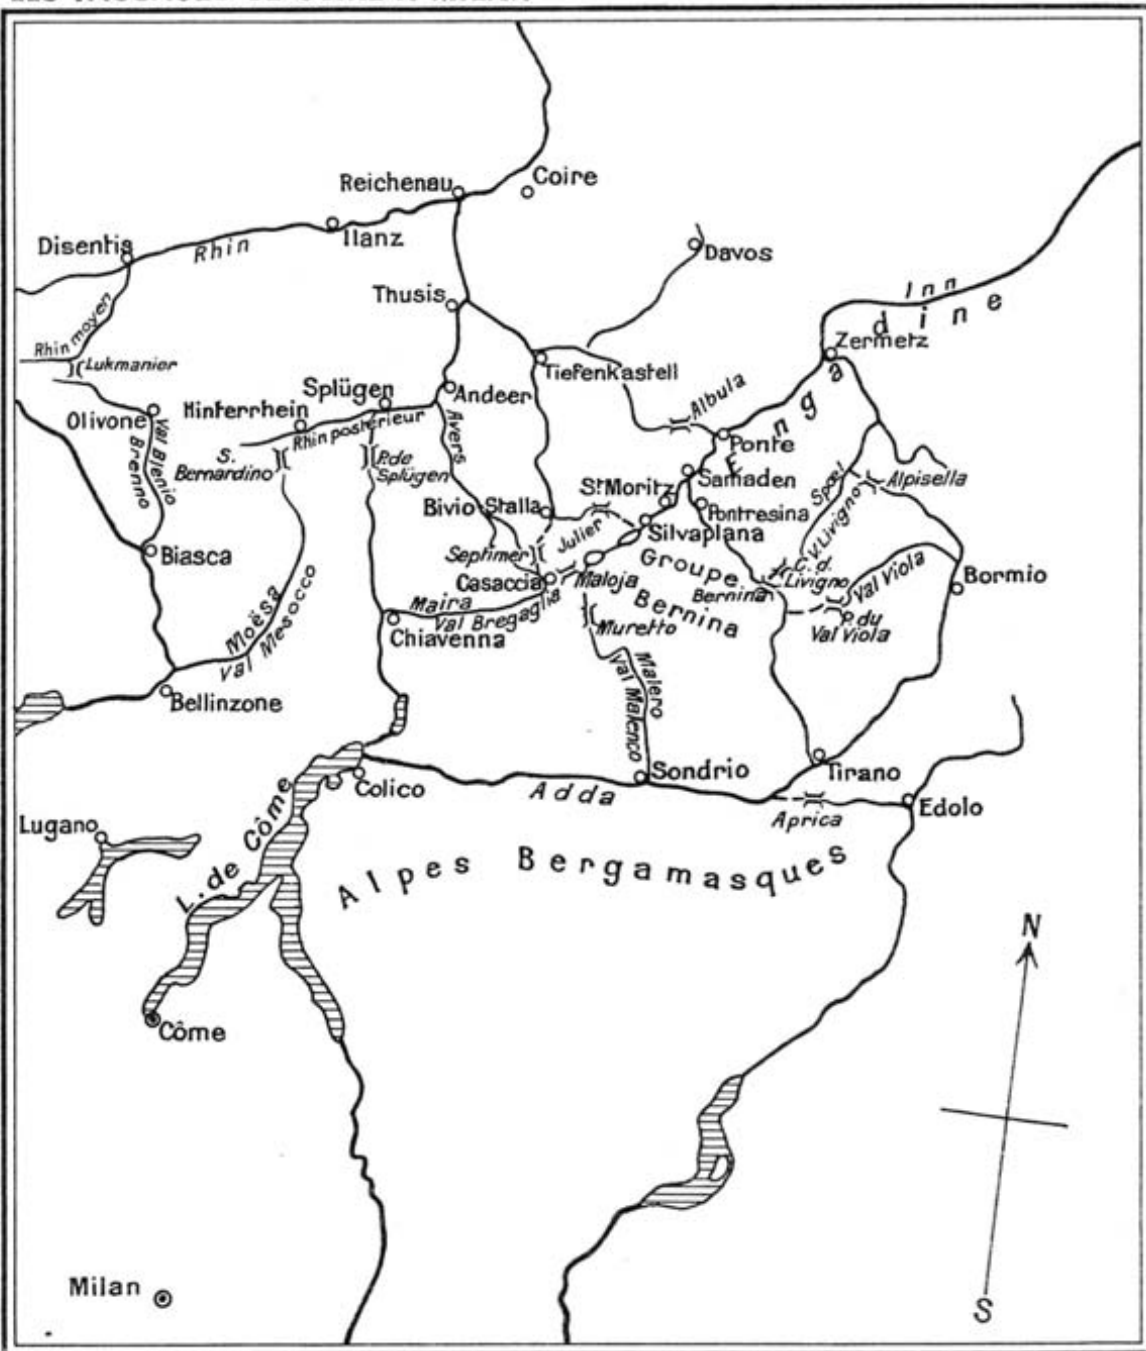 Reichenau
Coire
Disentis
Rhin
Ilanz
Davos
Inn
Thusis
Engadine
Rhin moyen
Zermetz
Lukmanier
Tiefenkastell
Splügen
Andeer
Albula
Olivone
Hinterrhein
Rhin postérieur
Avers
Ponte
Val Blenio
Brenno
S.
Bernardino
P. de
Splügen
Samaden
Spoel
Alpisella
St Moritz
Bivio-Stalla
Pontresina
Julier
Silvaplana
V. Livigno
Biasca
Septimer
Groupe
Bernina
C. d.
Livigno
Casaccia
Maloja
Bernina
Val Viola
Bormio
Moësa
Val Mesocco
Maira
Val Bregaglia
P. du
Val Viola
Chiavenna
Muretto
Malero
Val Malenco
Bellinzone
Sondrio
Tirano
Colico
Adda
Edolo
Aprica
Lugano
L. de Côme
Alpes Bergamasques
N
Côme
Milan
S